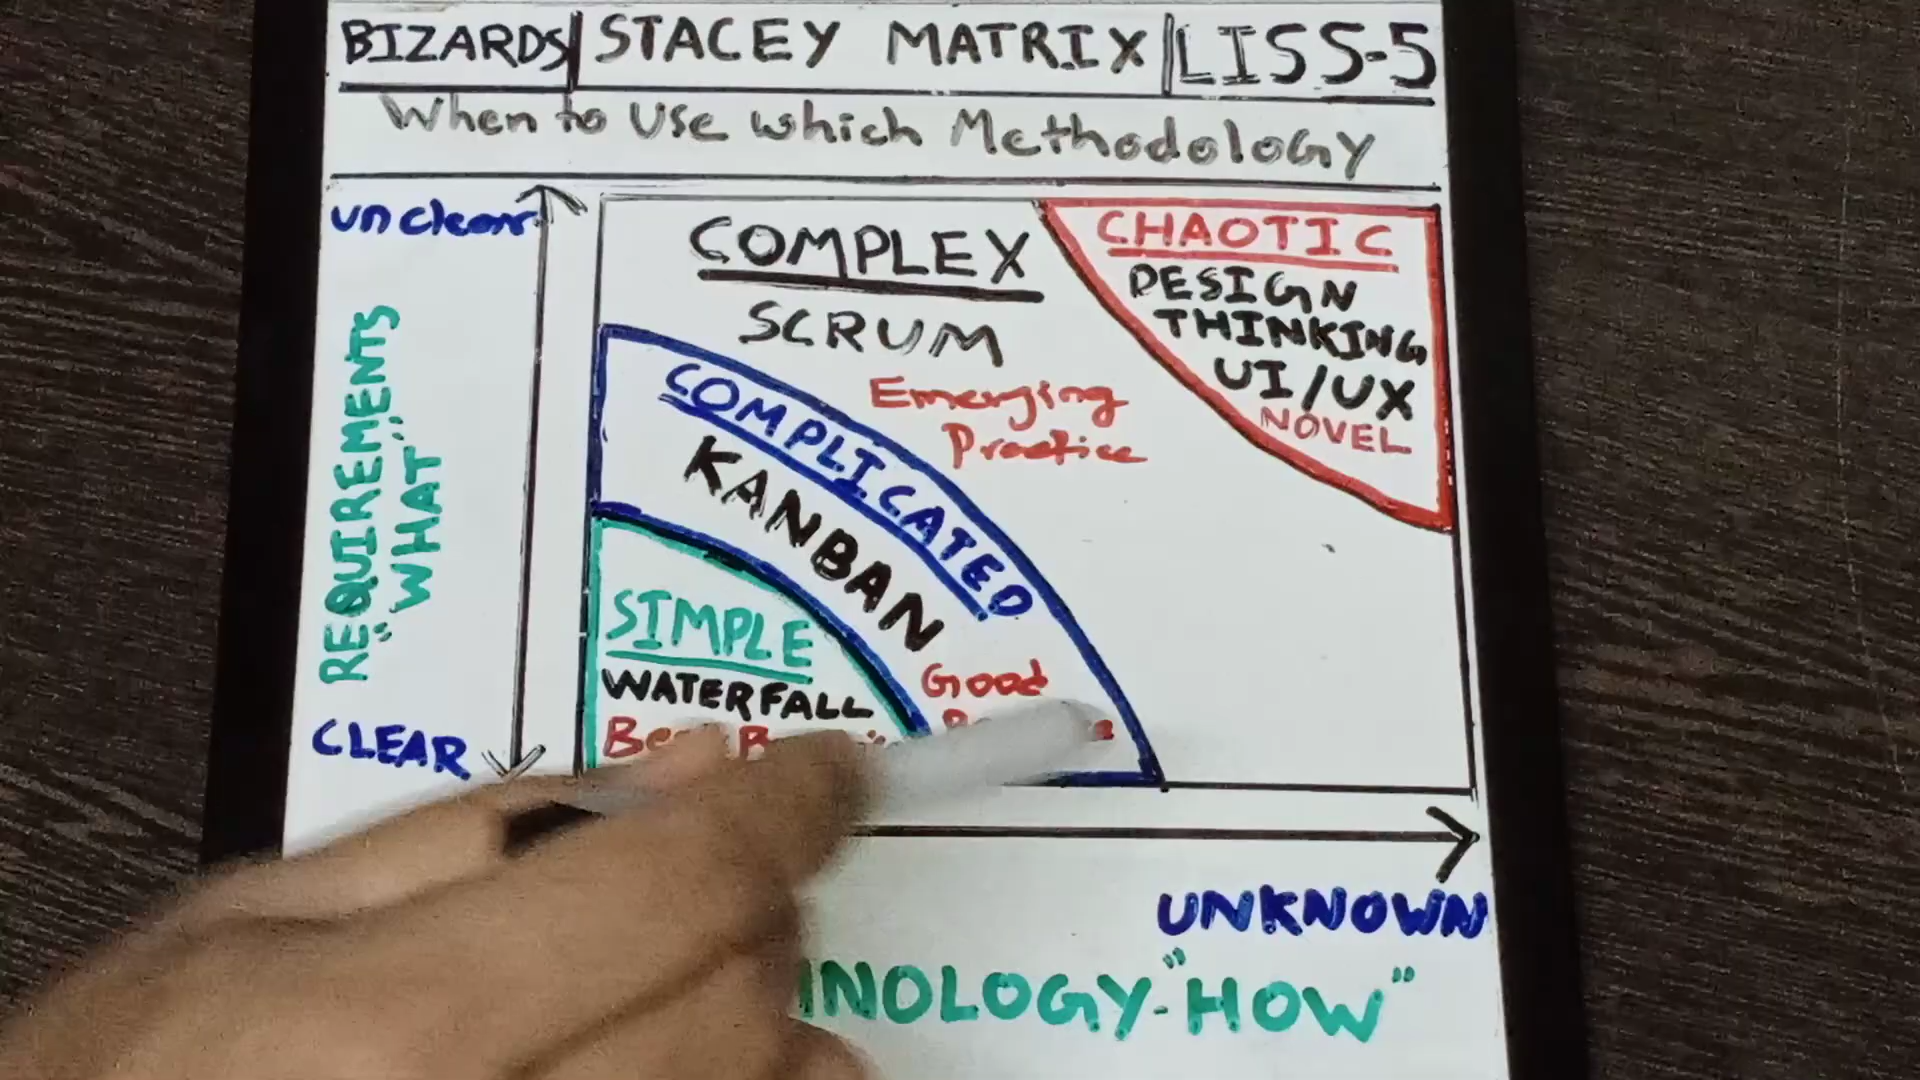 BIZARDS STACEY MATRIX LISS-5
When to Use which Methodology
unclear
REQUIREMENTS
"WHAT"
CLEAR
COMPLEX
SCRUM
Emerging
Practice
CHAOTIC
DESIGN
THINKING
UI/UX
NOVEL
COMPLICATED
KANBAN
Good
SIMPLE
WATERFALL
UNKNOWN
"HOW"